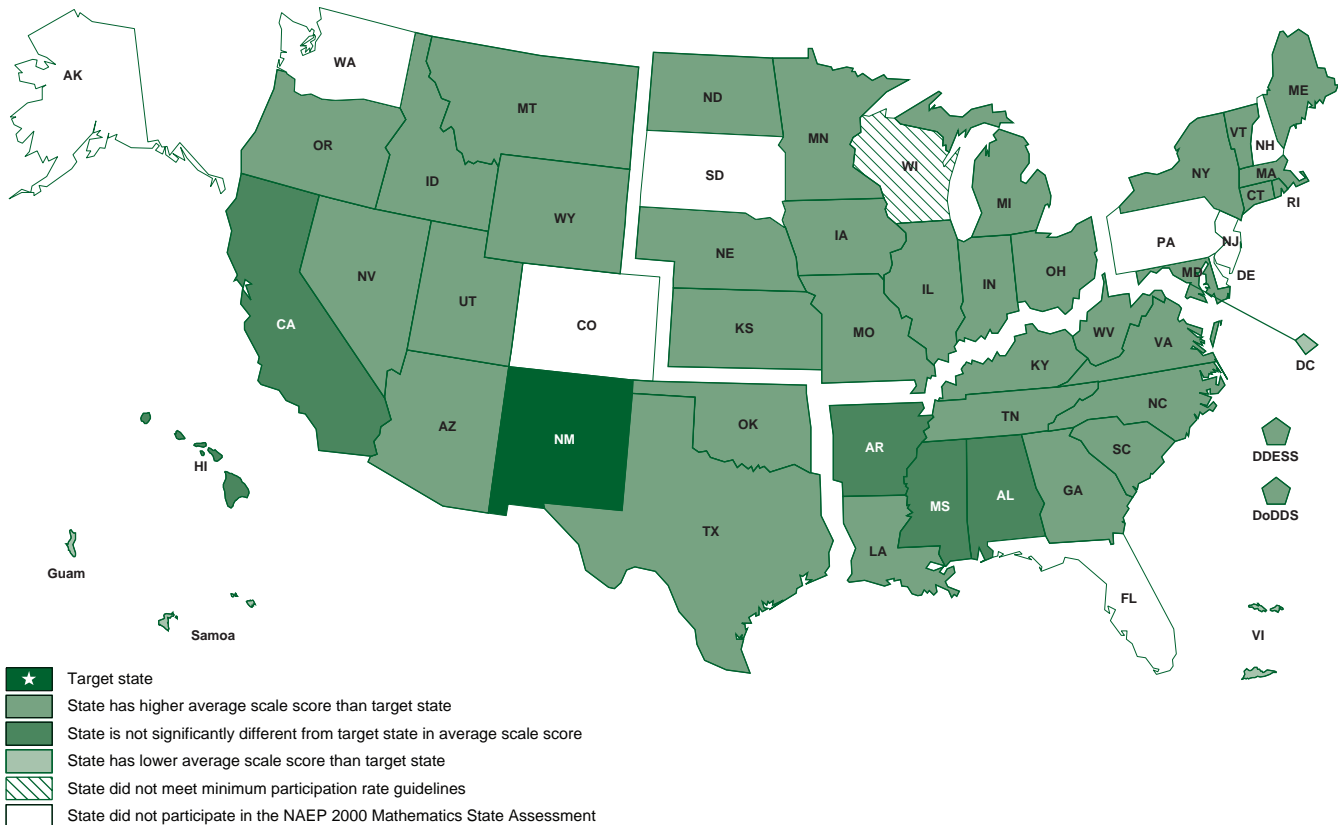 AK
WA
MT
ND
MN
ME
VT
NH
OR
ID
SD
WI
NY
MA
CT
RI
MI
WY
IA
PA
NJ
NE
NV
UT
IL
IN
OH
MD
DE
CA
CO
KS
MO
WV
VA
KY
DC
AZ
NM
OK
TN
NC
AR
SC
DDESS
HI
MS
AL
GA
DoDDS
TX
LA
Guam
FL
Samoa
VI
Target state
State has higher average scale score than target state
State is not significantly different from target state in average scale score
State has lower average scale score than target state
State did not meet minimum participation rate guidelines
State did not participate in the NAEP 2000 Mathematics State Assessment